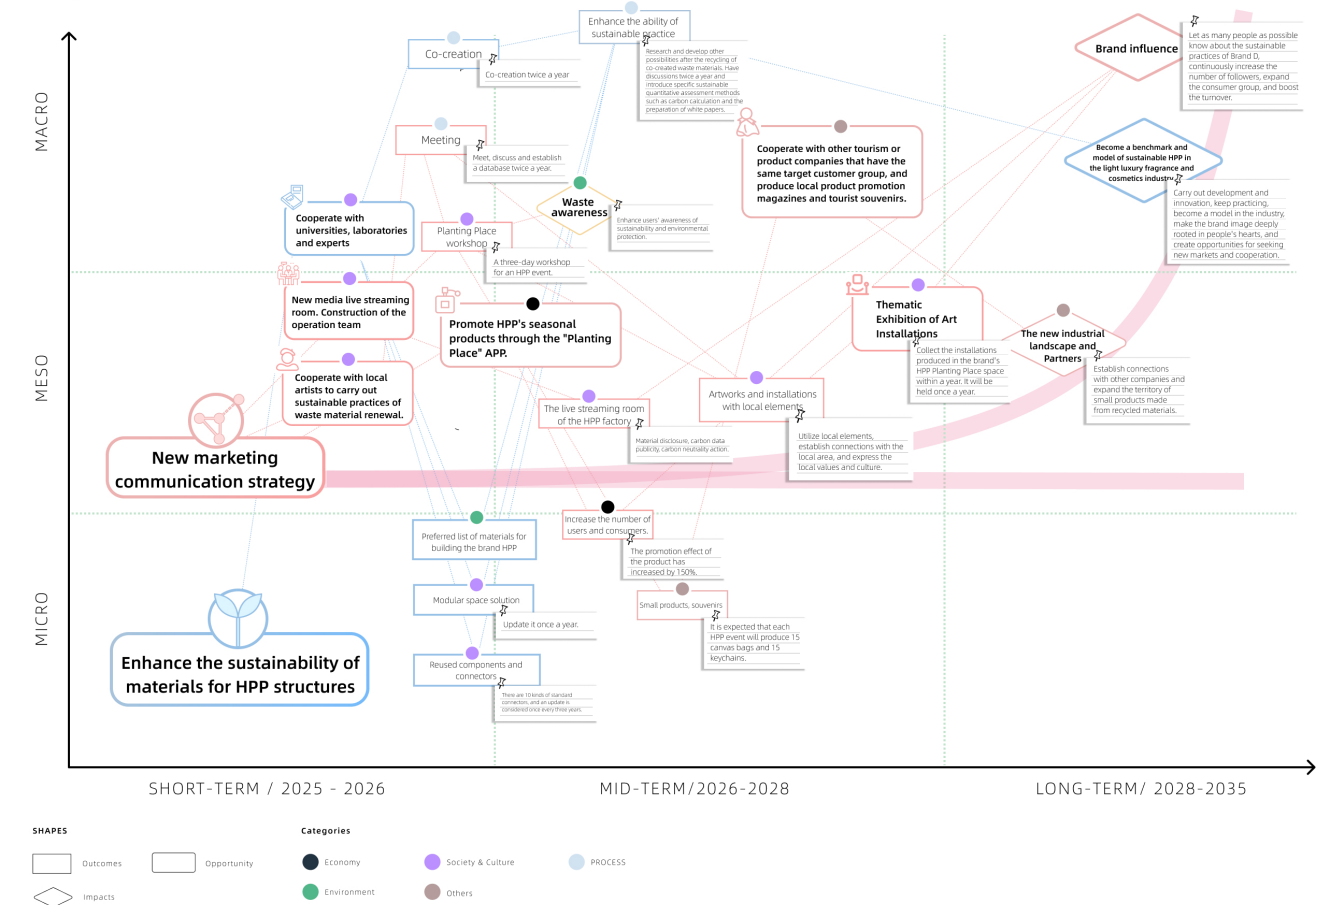 MACRO
MESO
MICRO
Co-creation
Co-creation twice a year
Enhance the ability of
sustainable practice
Research and develop other
possibilities after the recycling of
co-created waste materials. Have
discussions twice a year and
introduce specific sustainable
quantitative assessment methods
such as carbon calculation and the
preparation of white papers.
Brand influence
Let as many people as possible
know about the sustainable
practices of Brand D,
continuously increase the
number of followers, expand
the consumer group, and boost
the turnover.
Meeting
Meet, discuss and establish
a database twice a year.
Cooperate with other tourism or
product companies that have the
same target customer group, and
produce local product promotion
magazines and tourist souvenirs.
Become a benchmark and
model of sustainable HPP in
the light luxury fragrance and
cosmetics industry.
Carry out development and
innovation, keep practicing,
become a model in the industry,
make the brand image deeply
rooted in people's hearts, and
create opportunities for seeking
new markets and cooperation.
Waste
awareness
Enhance users' awareness of
sustainability and environmental
protection.
Cooperate with
universities, laboratories
and experts
Planting Place
workshop
A three-day workshop
for an HPP event.
New media live streaming
room. Construction of the
operation team
Promote HPP's seasonal
products through the "Planting
Place" APP.
Thematic
Exhibition of Art
Installations
Collect the installations
produced in the brand's
HPP Planting Place space
within a year. It will be
held once a year.
The new industrial
landscape and
Partners
Establish connections
with other companies and
expand the territory of
small products made
from recycled materials.
Cooperate with local
artists to carry out
sustainable practices of
waste material renewal.
The live streaming room
of the HPP factory
Material disclosure, carbon data
publicity, carbon neutrality action.
Artworks and installations
with local elements
Utilize local elements,
establish connections with the
local area, and express the
local values and culture.
New marketing
communication strategy
Preferred list of materials for
building the brand HPP
Increase the number of
users and consumers.
The promotion effect of
the product has
increased by 150%.
Modular space solution
Update it once a year.
Small products, souvenirs
It is expected that each
HPP event will produce 15
canvas bags and 15
keychains.
Enhance the sustainability of
materials for HPP structures
Reused components and
connectors
There are 10 kinds of standard
connectors, and an update is
considered once every three years.
SHORT-TERM / 2025 - 2026
MID-TERM/2026-2028
LONG-TERM/ 2028-2035
SHAPES
Outcomes
Opportunity
Impacts
Categories
Economy
Society & Culture
PROCESS
Environment
Others